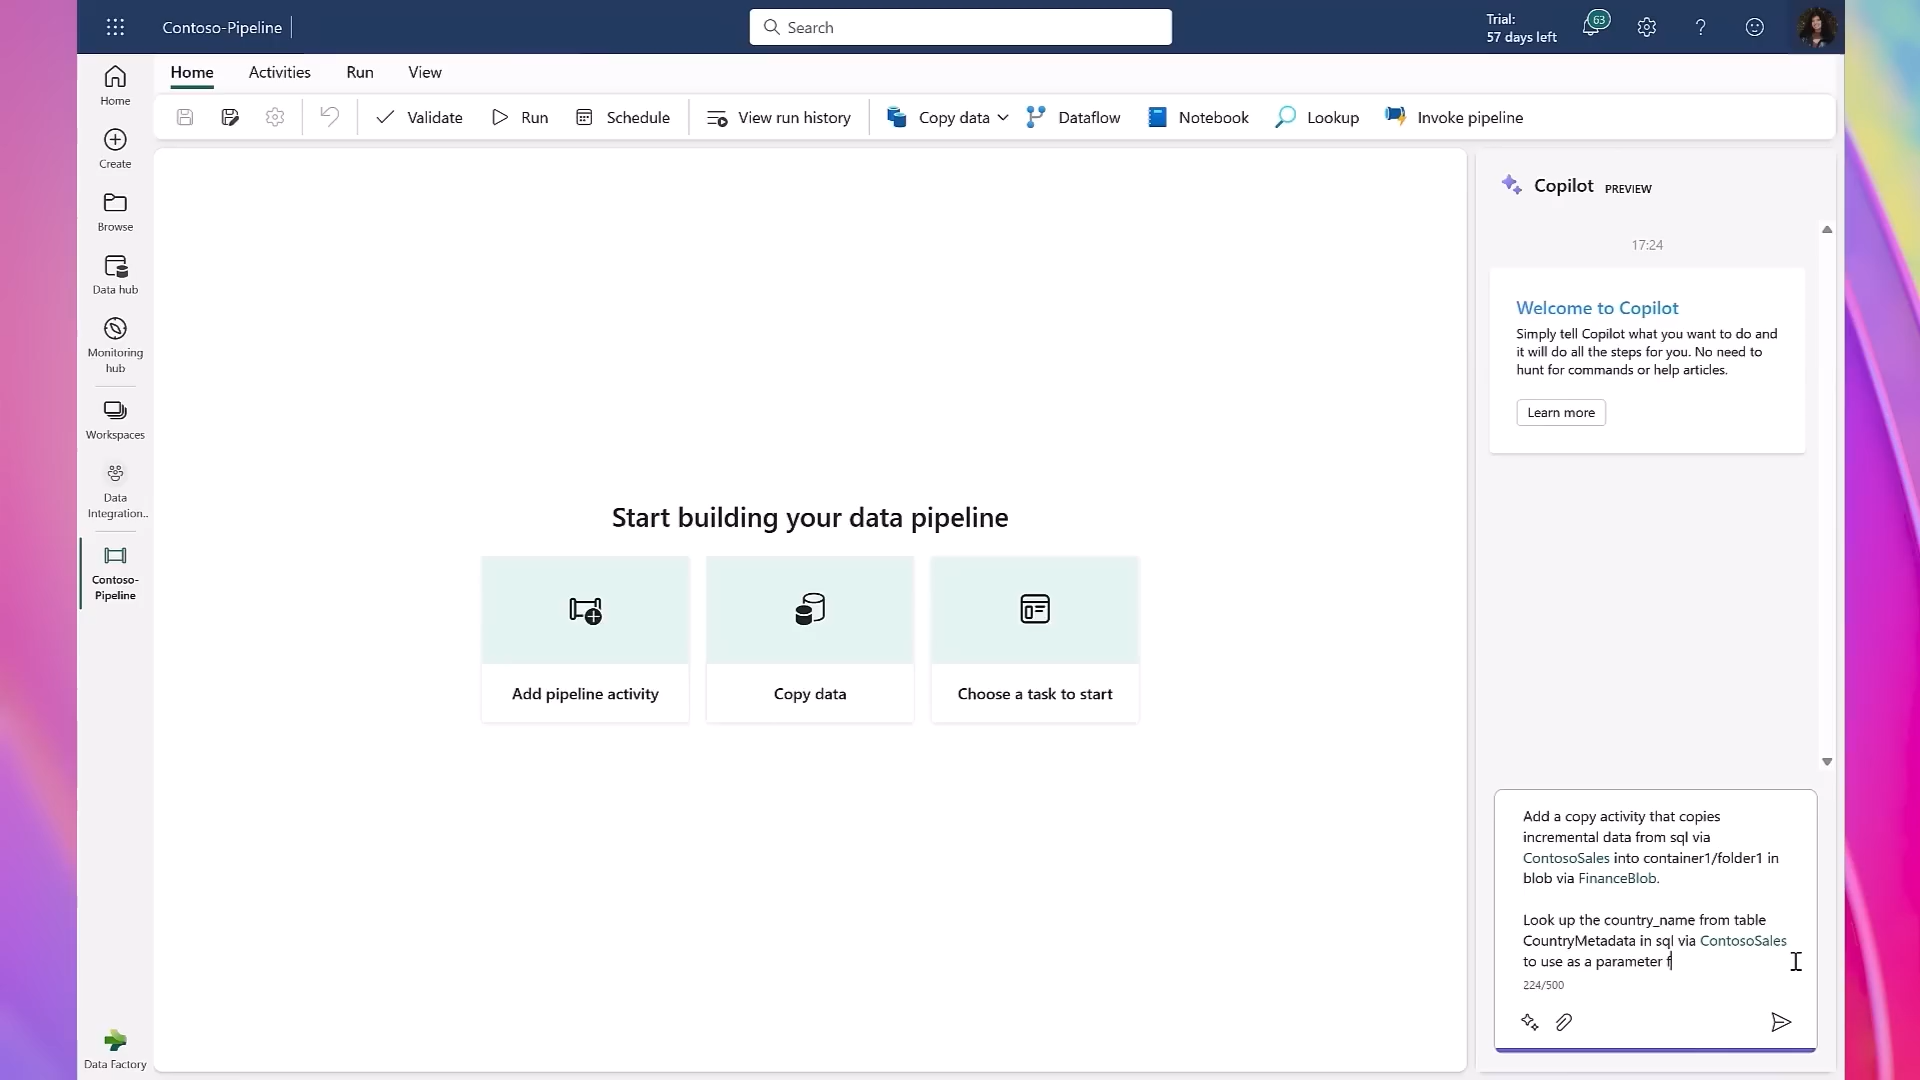 Contoso-Pipeline
Search
Trial:
57 days left
63
Home
Activities
Run
View
Validate
Run
Schedule
View run history
Copy data
Dataflow
Notebook
Lookup
Invoke pipeline
Home
Create
Browse
Data hub
Monitoring
hub
Workspaces
Data
Integration..
Contoso-
Pipeline
Data Factory
Start building your data pipeline
Add pipeline activity
Copy data
Choose a task to start
Copilot PREVIEW
17:24
Welcome to Copilot
Simply tell Copilot what you want to do and
it will do all the steps for you. No need to
hunt for commands or help articles.
Learn more
Add a copy activity that copies
incremental data from sql via
ContosoSales into container1/folder1 in
blob via FinanceBlob.
Look up the country_name from table
CountryMetadata in sql via ContosoSales
to use as a parameter f
224/500